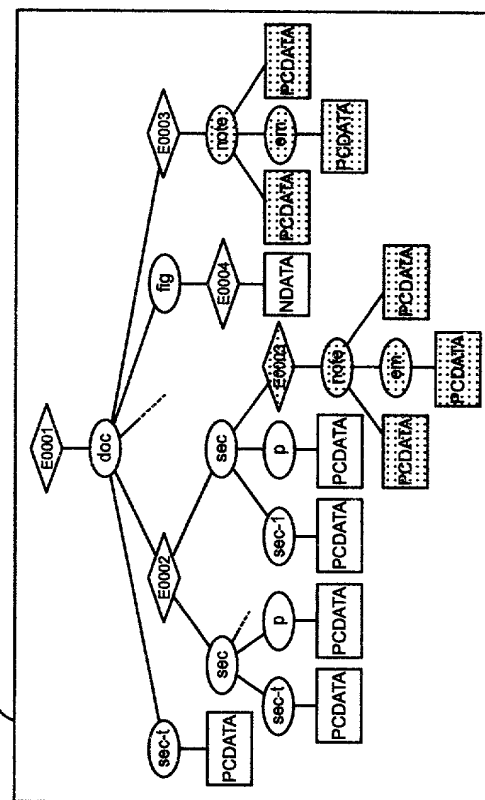 E0001
doc
sec-t E0002 fig E0003
PCDATA sec sec E0004 note
sec-t p sec-1 p E0003 NDATA PCDATA em PCDATA
PCDATA PCDATA PCDATA PCDATA note PCDATA
PCDATA em PCDATA
PCDATA